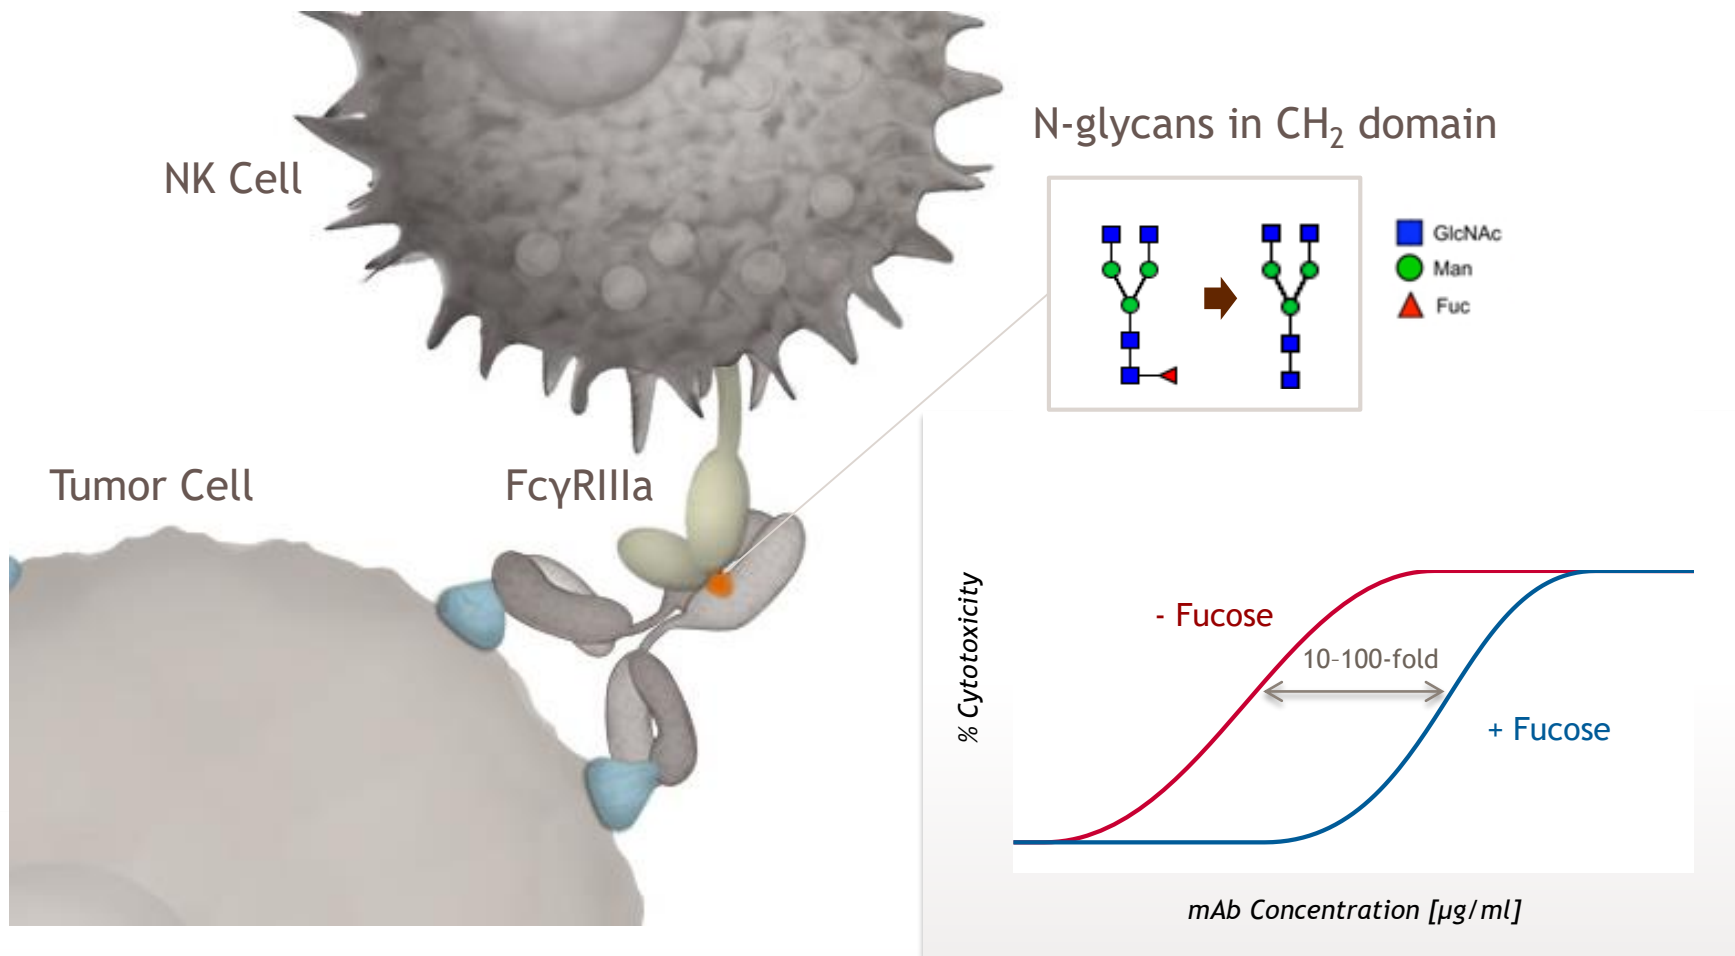 N-glycans in CH₂ domain
NK Cell
GlcNAc
Man
Fuc
Tumor Cell
FcγRIIIa
% Cytotoxicity
- Fucose
10–100-fold
+ Fucose
mAb Concentration [µg/ml]